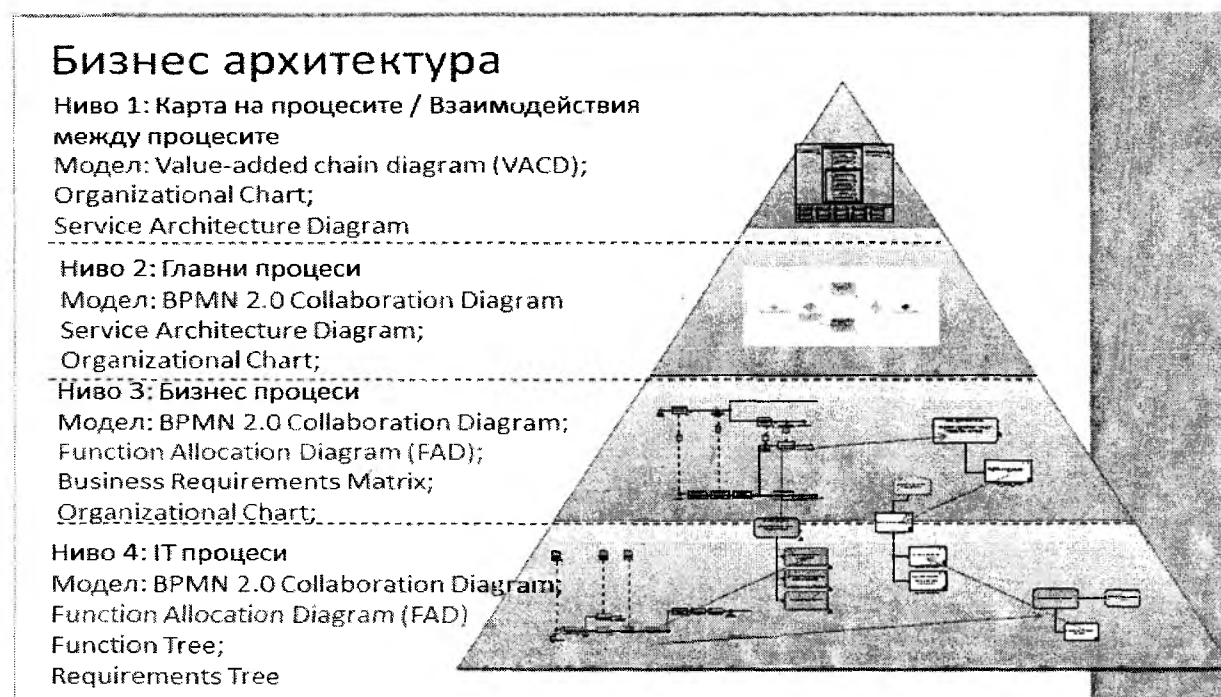 Бизнес архитектура
Ниво 1: Карта на процесите / Взаимодействия
между процесите
Модел: Value-added chain diagram (VACD);
Organizational Chart;
Service Architecture Diagram
Ниво 2: Главни процеси
Модел: BPMN 2.0 Collaboration Diagram
Service Architecture Diagram;
Organizational Chart;
Ниво 3: Бизнес процеси
Модел: BPMN 2.0 Collaboration Diagram;
Function Allocation Diagram (FAD);
Business Requirements Matrix;
Organizational Chart;
Ниво 4: IT процеси
Модел: BPMN 2.0 Collaboration Diagram;
Function Allocation Diagram (FAD)
Function Tree;
Requirements Tree